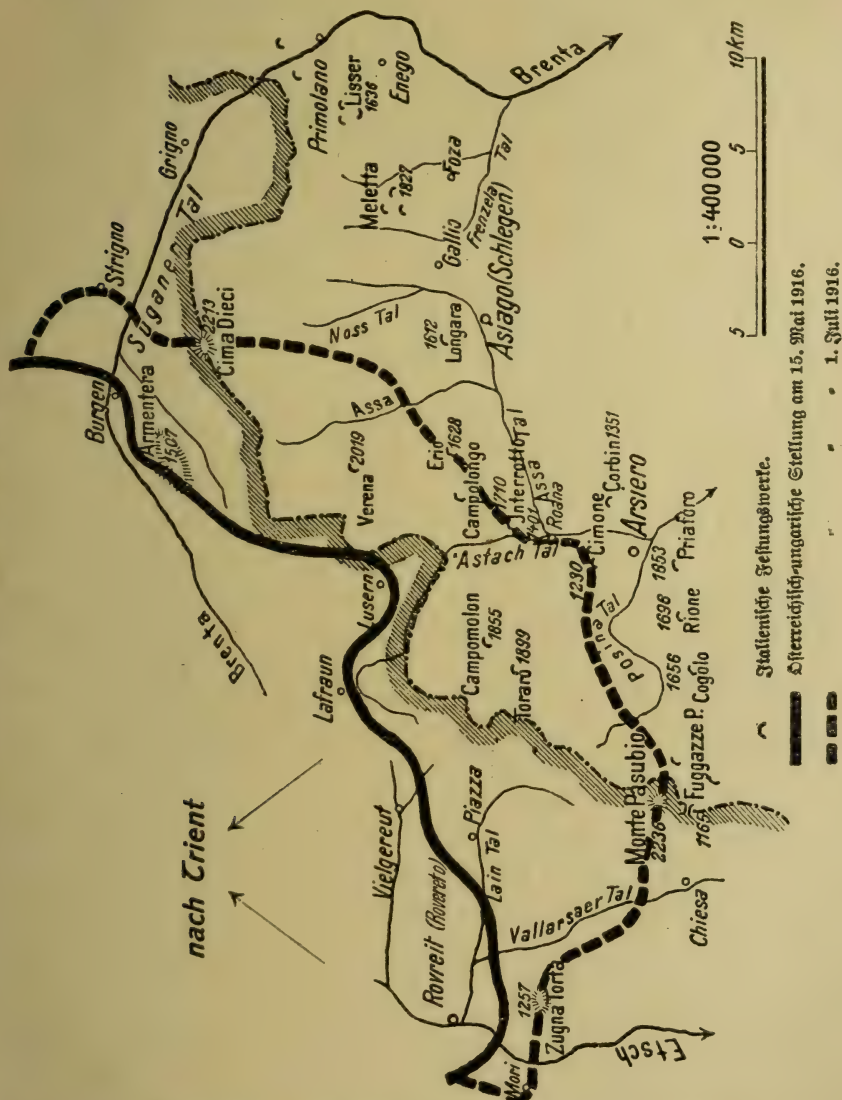 nach Trient
Burgen
Strigno
Grigno
Suganer Tal
Primolano
Lisser
1636
Enego
Brenta
Armentera
1507
2213
Cima Dieci
Brenta
Meletta
1827
Foza
Gallio
Frenzela Tal
Noss Tal
1612
Longara
Asiago(Schlegen)
Assa
Verena 2019
Erio
1628
Campolongo
1710
Interrotto
Assa Tal
Roana
Lafraun
Lusern
Astach Tal
Campomolon
1855
Toraro 1899
Cimone
Corbin 1351
Arsiero
1230
Posina Tal
1853
Priaforo
1698
Rione
1656
Cogolo
Vielgereut
Piazza
Lain Tal
Rovreit (Rovereto)
Vallarsaer Tal
Monte Pasubio
2236
Fuggazze P.
1165
Chiesa
1257
Zugna Torta
Mori
Etsch
1:400 000
5 0 5 10 km
Italienische Festungswerke.
Österreichisch-ungarische Stellung am 15. Mai 1916.
" " " 1. Juli 1916.